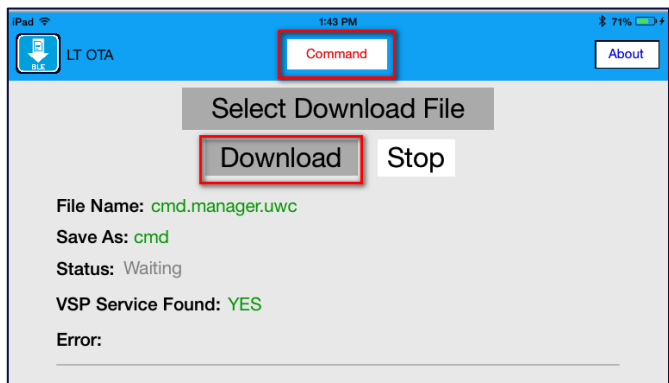 iPad 1:43 PM 71%
BLE LT OTA Command About
Select Download File
Download Stop
File Name: cmd.manager.uwc
Save As: cmd
Status: Waiting
VSP Service Found: YES
Error: